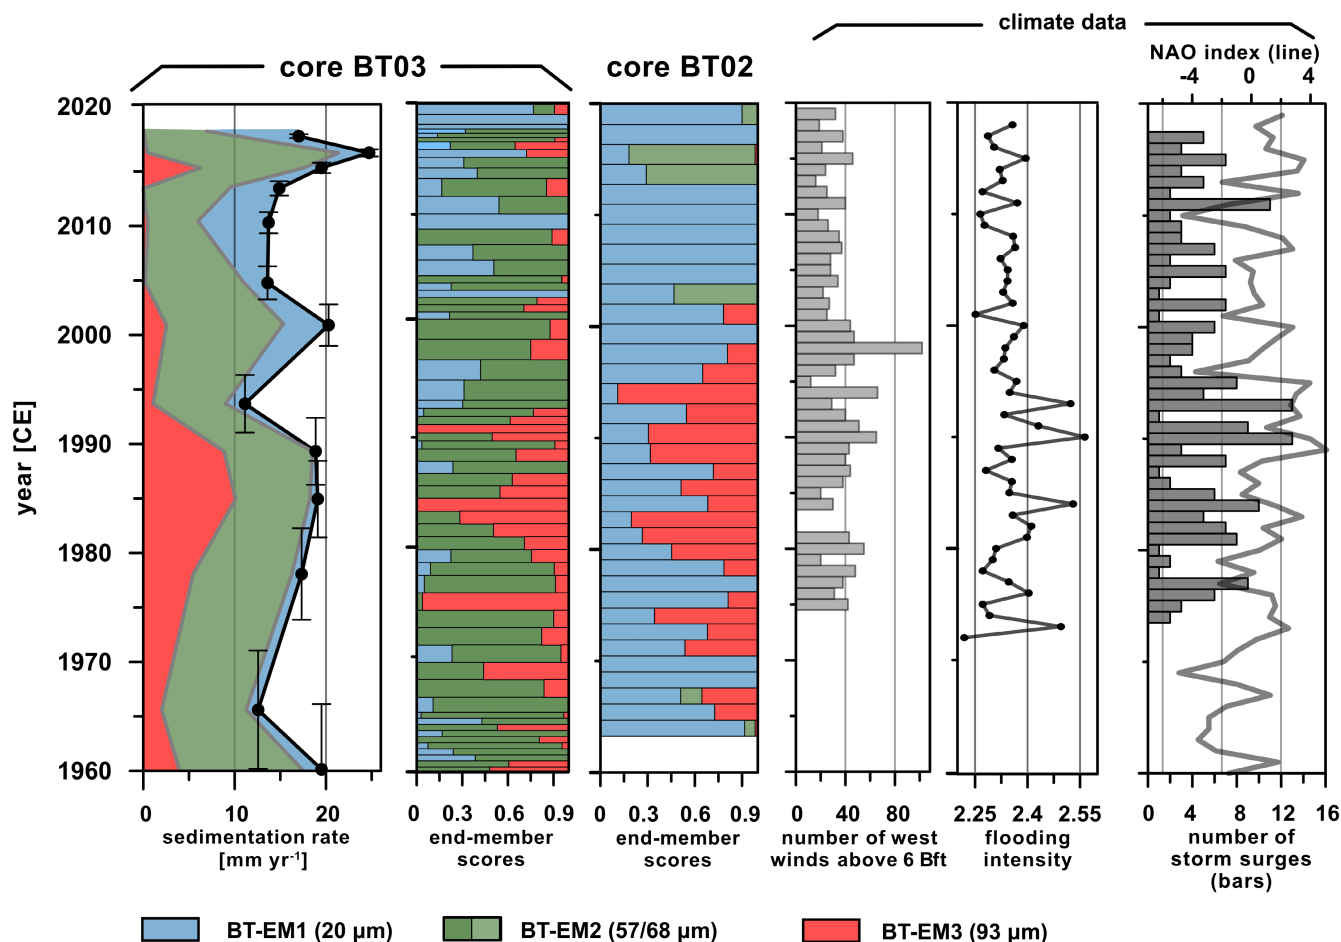 climate data
NAO index (line)
-4 0 4
core BT03
core BT02
2020
2010
2000
1990
1980
1970
1960
year [CE]
0 10 20
sedimentation rate
[mm yr⁻¹]
0 0.3 0.6 0.9
end-member
scores
0 0.3 0.6 0.9
end-member
scores
0 40 80
number of west
winds above 6 Bft
2.25 2.40 2.55
flooding
intensity
0 4 8 12 16
number of
storm surges
(bars)
BT-EM1 (20 µm)
BT-EM2 (57/68 µm)
BT-EM3 (93 µm)